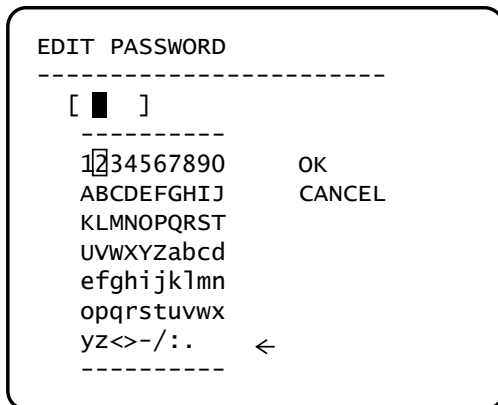 EDIT PASSWORD
------------------------
[ █ ]
----------
1234567890 OK
ABCDEFGHIJ CANCEL
KLMNOPQRST
UVWXYZabcd
efghijklmn
opqrstuvwx
yz<>-/:. ←
----------